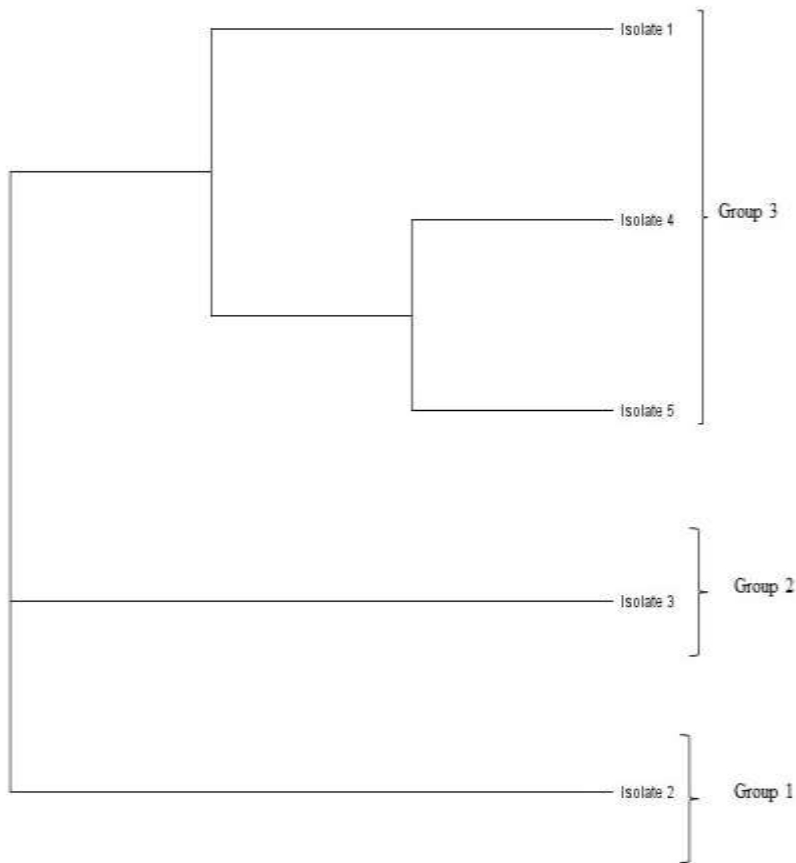 Isolate 1
Isolate 4
Group 3
Isolate 5
Group 2
Isolate 3
Isolate 2
Group 1